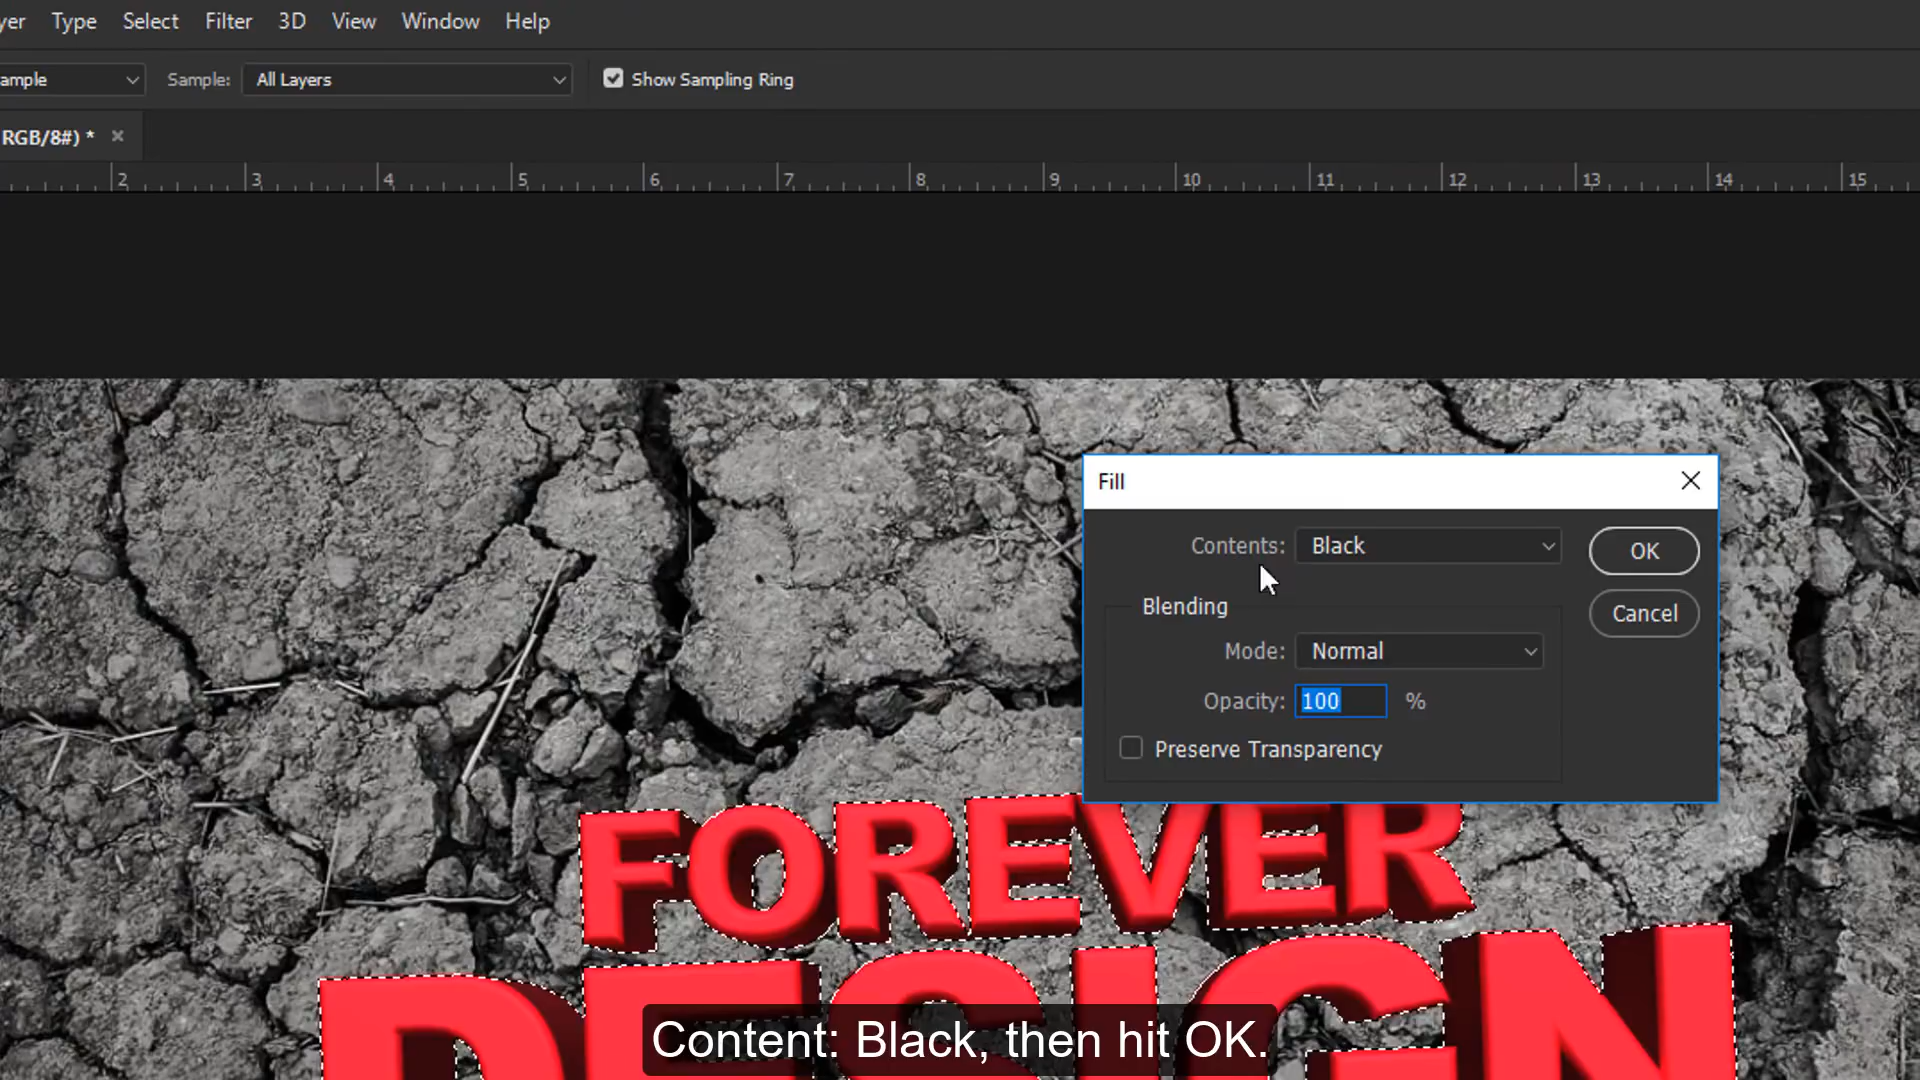 yer Type Select Filter 3D View Window Help
ample Sample: All Layers Show Sampling Ring
RGB/8#) * ×
2 3 4 5 6 7 8 9 10 11 12 13 14 15
Fill
Contents: Black OK
Blending Cancel
Mode: Normal
Opacity: 100 %
Preserve Transparency
FOREVER
DESIGN
Content: Black, then hit OK.